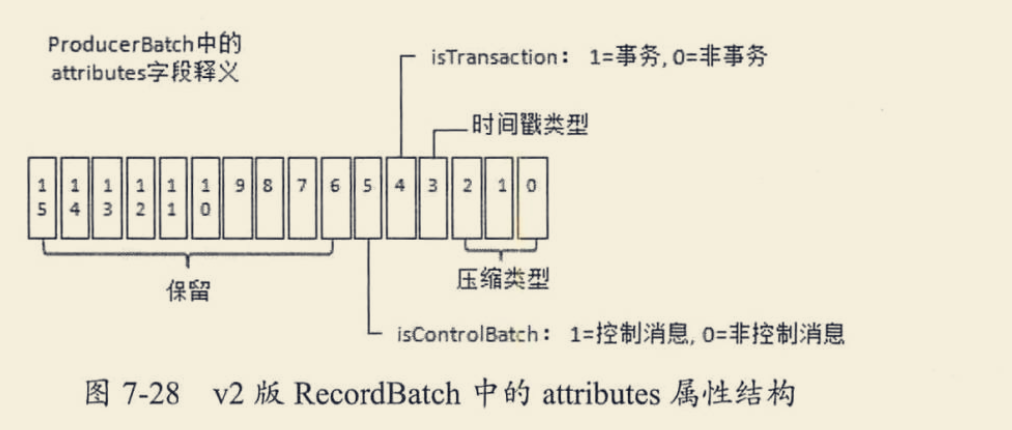 ProducerBatch中的
attributes字段释义
isTransaction： 1=事务, 0=非事务
时间戳类型
15 14 13 12 11 10 9 8 7 6 5 4 3 2 1 0
保留
压缩类型
isControlBatch： 1=控制消息, 0=非控制消息
图 7-28 v2 版 RecordBatch 中的 attributes 属性结构